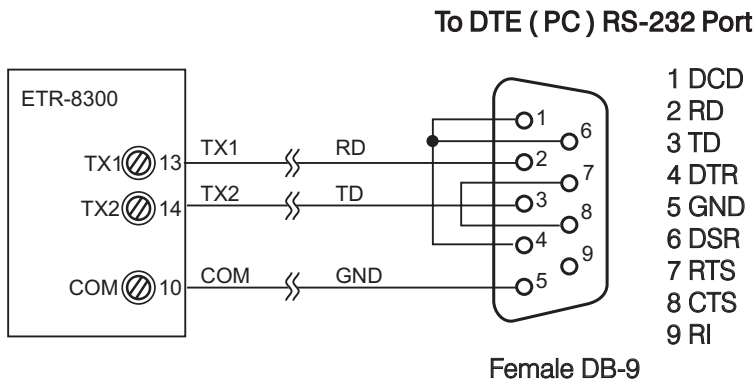 To DTE ( PC ) RS-232 Port
ETR-8300
TX1 13 TX1 RD
TX2 14 TX2 TD
COM 10 COM GND
1
6
2
7
3
8
4
9
5
1 DCD
2 RD
3 TD
4 DTR
5 GND
6 DSR
7 RTS
8 CTS
9 RI
Female DB-9